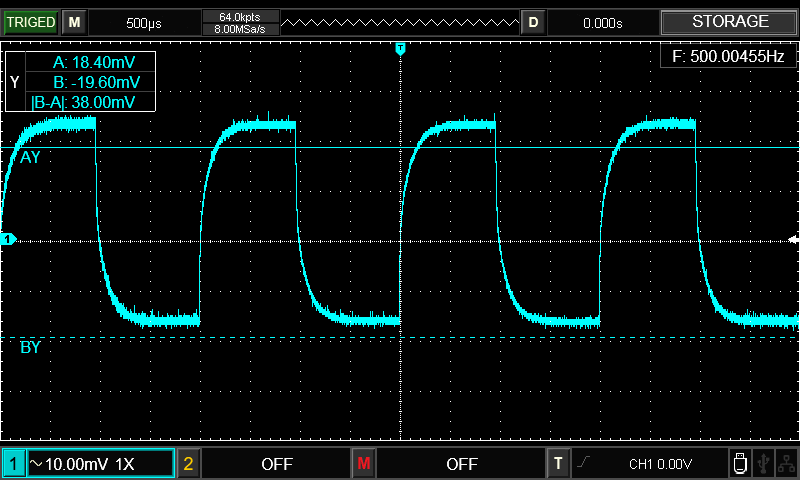 TRIGED M 500µs 64.0kpts D 0.000s STORAGE
8.00MSa/s
T
F: 500.00455Hz
Y A: 18.40mV
B: -19.60mV
|B-A|: 38.00mV
AY
1
BY
1 ~10.00mV 1X 2 OFF M OFF T CH1 0.00V